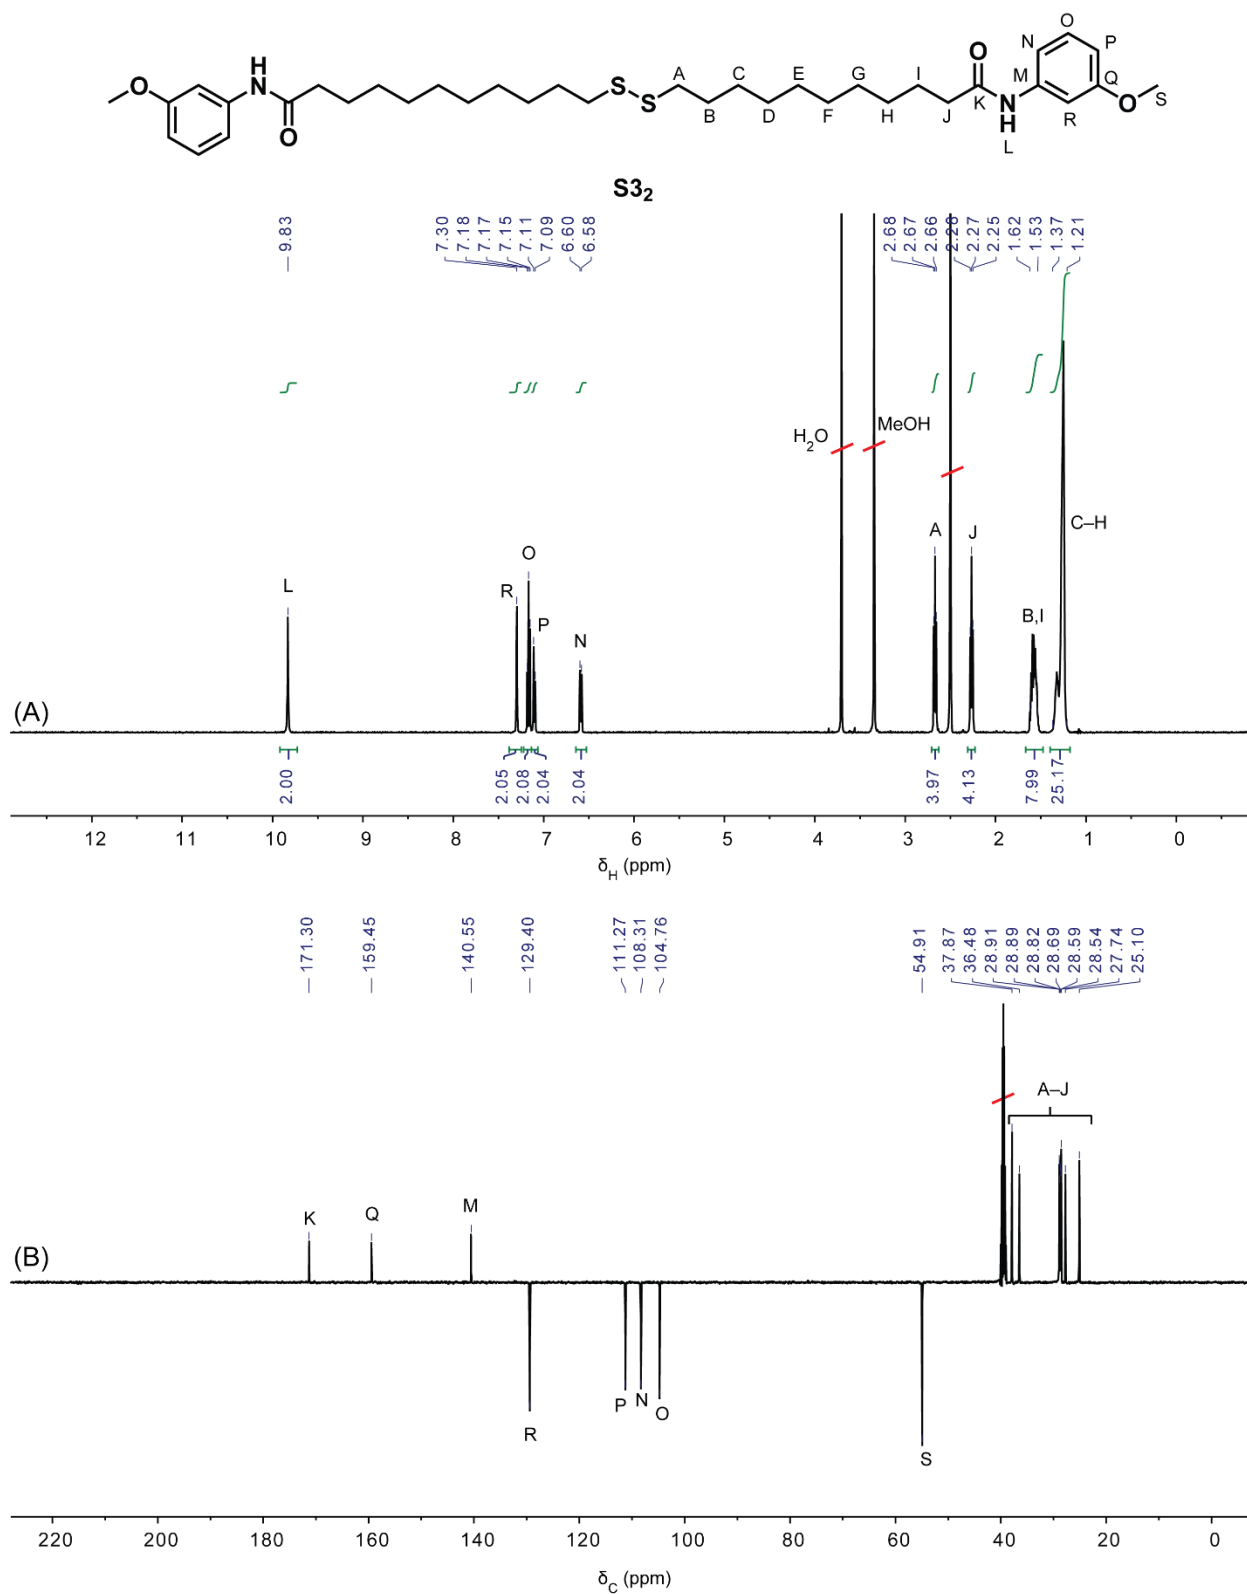 O
N
P
O
H
N
S
A
C
E
G
I
O
M
Q
S
O
O
S
B
D
F
H
J
K
N
H
R
O
L
S3₂
9.83
7.30
7.18
7.17
7.15
7.11
7.09
6.60
6.58
2.68
2.67
2.66
2.28
2.27
2.25
1.62
1.53
1.37
1.21
H₂O
MeOH
A
J
C–H
O
L
R
P
N
B,I
(A)
2.00
2.05
2.08
2.04
2.04
3.97
4.13
7.99
25.17
12 11 10 9 8 7 6 5 4 3 2 1 0
δH (ppm)
171.30
159.45
140.55
129.40
111.27
108.31
104.76
54.91
37.87
36.48
28.91
28.89
28.82
28.69
28.59
28.54
27.74
25.10
A–J
K
Q
M
(B)
R
P
N
O
S
220 200 180 160 140 120 100 80 60 40 20 0
δC (ppm)